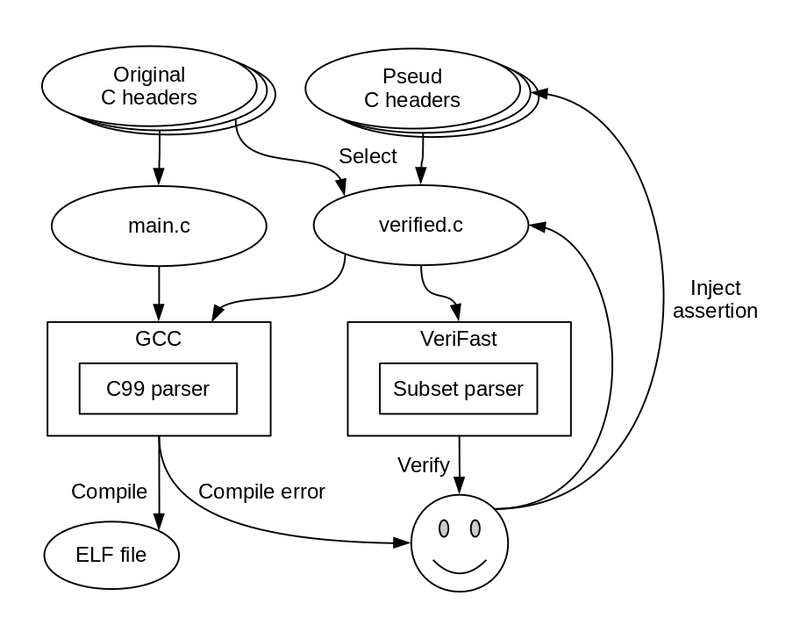 Original
C headers
Pseud
C headers
Select
main.c
verified.c
Inject
assertion
GCC
C99 parser
VeriFast
Subset parser
Verify
Compile
Compile error
ELF file